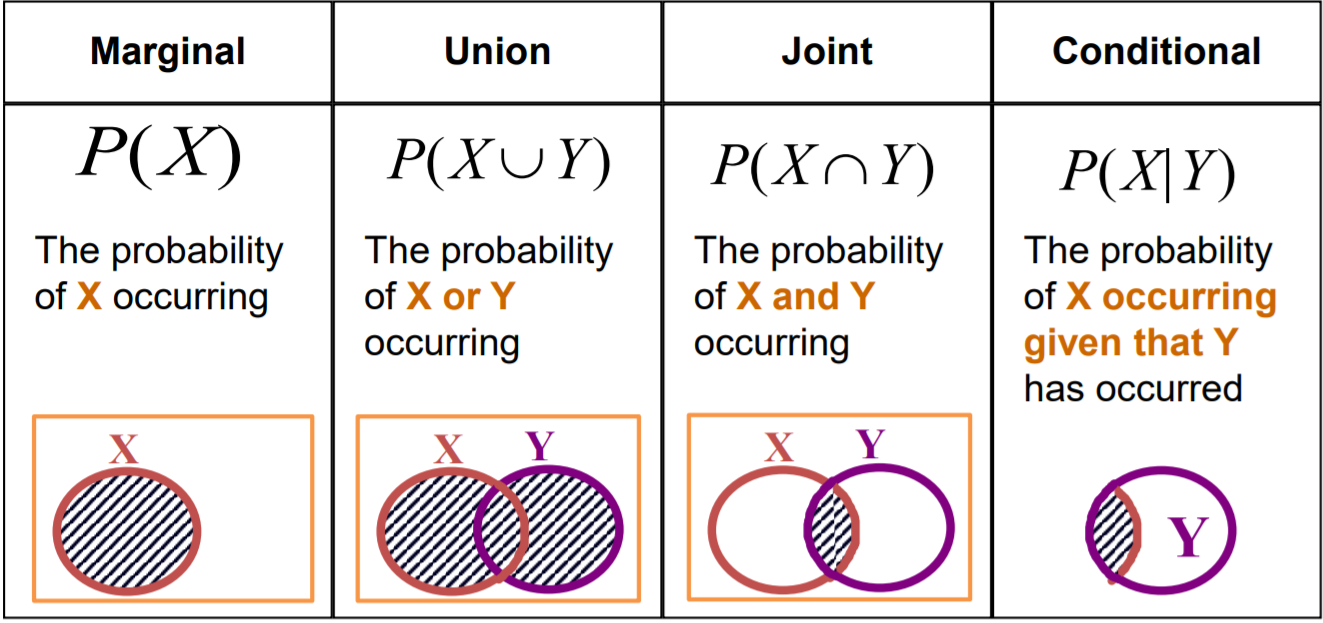 Marginal
Union
Joint
Conditional
P(X)
P(X∪Y)
P(X∩Y)
P(X|Y)
The probability
of X occurring
The probability
of X or Y
occurring
The probability
of X and Y
occurring
The probability
of X occurring
given that Y
has occurred
X
X
Y
X
Y
Y